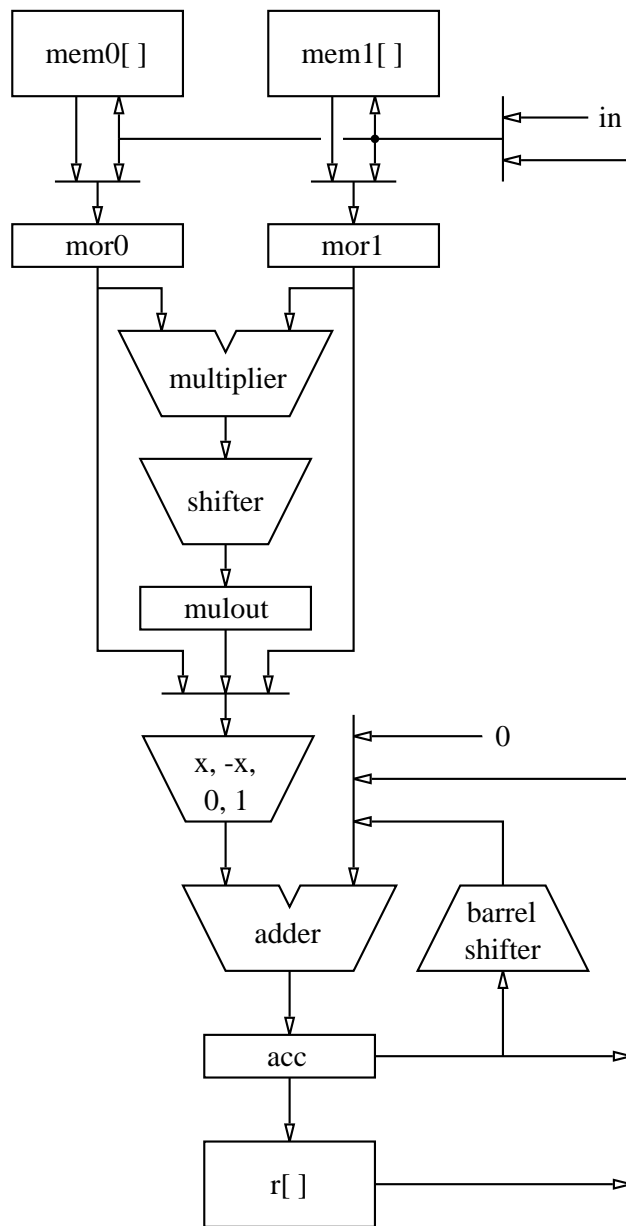 mem0[ ]
mem1[ ]
in
mor0
mor1
multiplier
shifter
mulout
x, -x,
0, 1
0
adder
barrel
shifter
acc
r[ ]